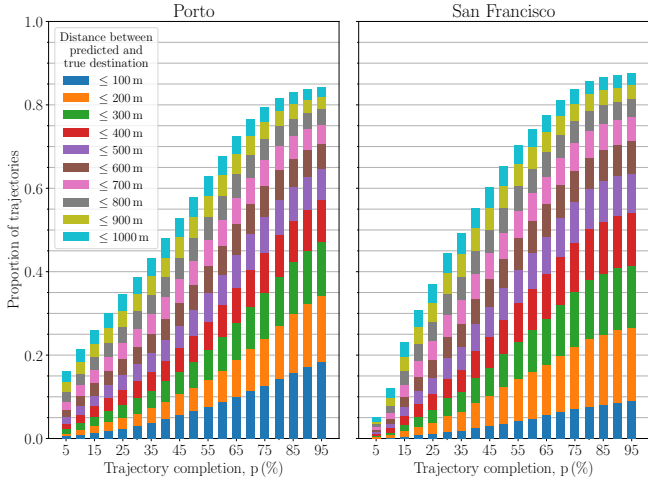 Porto
San Francisco
Proportion of trajectories
1.0
0.8
0.6
0.4
0.2
0.0
Distance between
predicted and
true destination
≤ 100 m
≤ 200 m
≤ 300 m
≤ 400 m
≤ 500 m
≤ 600 m
≤ 700 m
≤ 800 m
≤ 900 m
≤ 1000 m
5 15 25 35 45 55 65 75 85 95
5 15 25 35 45 55 65 75 85 95
Trajectory completion, p (%)
Trajectory completion, p (%)